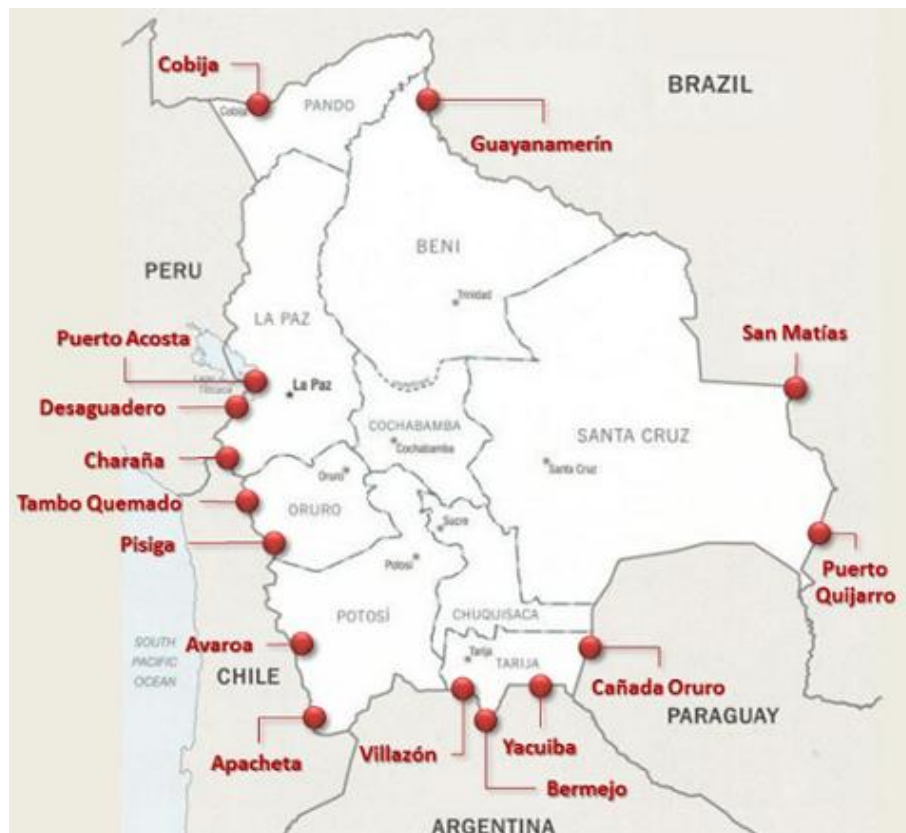 Cobija
BRAZIL
Cobija
PANDO
Guayanamerín
BENI
PERU
Trinidad
LA PAZ
Puerto Acosta
San Matías
Lago
Titicaca
La Paz
Desaguadero
COCHABAMBA
Cochabamba
SANTA CRUZ
Charaña
Santa Cruz
Oruro
Tambo Quemado
ORURO
Sucre
Pisiga
Potosí
Puerto
Quijarro
POTOSÍ
CHUQUISACA
SOUTH
PACIFIC
OCEAN
Avaroa
Tarija
TARIJA
CHILE
Cañada Oruro
PARAGUAY
Apacheta
Villazón
Yacuiba
Bermejo
ARGENTINA